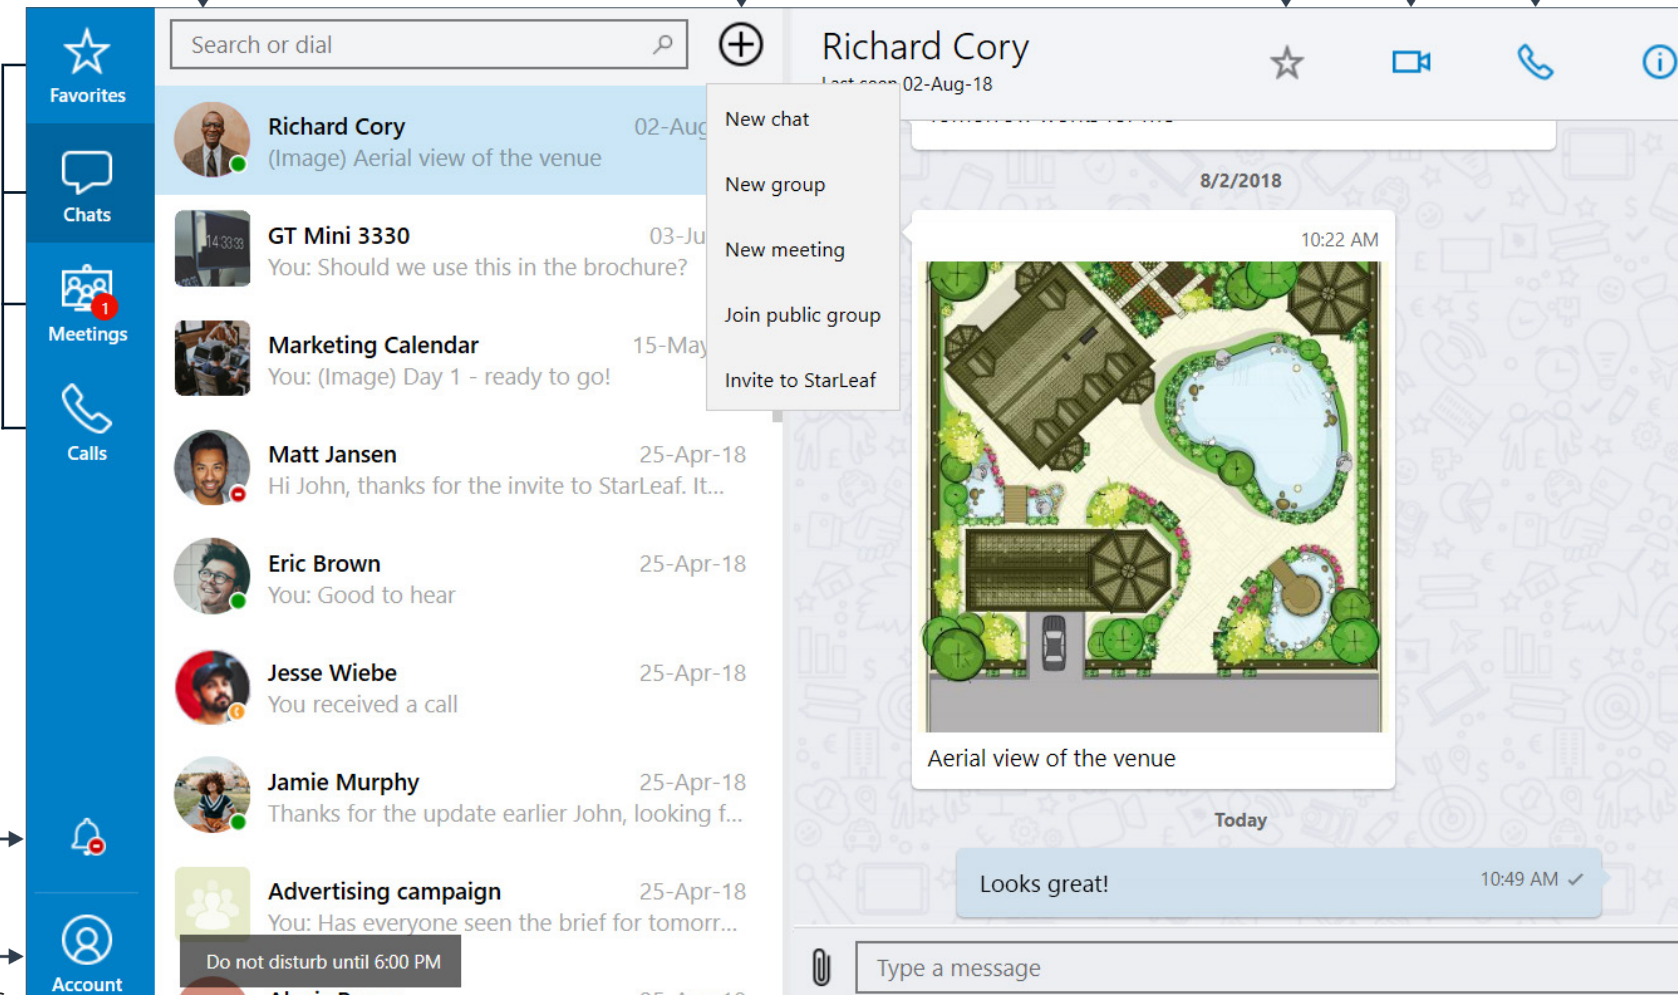 Favorites
Chats
1
Meetings
Calls
Account
Search or dial
Richard Cory
02-Aug
(Image) Aerial view of the venue
14:33:33
GT Mini 3330
03-Ju
You: Should we use this in the brochure?
Marketing Calendar
15-May
You: (Image) Day 1 - ready to go!
Matt Jansen
25-Apr-18
Hi John, thanks for the invite to StarLeaf. It...
Eric Brown
25-Apr-18
You: Good to hear
Jesse Wiebe
25-Apr-18
You received a call
Jamie Murphy
25-Apr-18
Thanks for the update earlier John, looking f...
Advertising campaign
25-Apr-18
You: Has everyone seen the brief for tomorr...
Do not disturb until 6:00 PM
New chat
New group
New meeting
Join public group
Invite to StarLeaf
Richard Cory
Last seen 02-Aug-18
8/2/2018
10:22 AM
Aerial view of the venue
Today
Looks great!
10:49 AM
Type a message